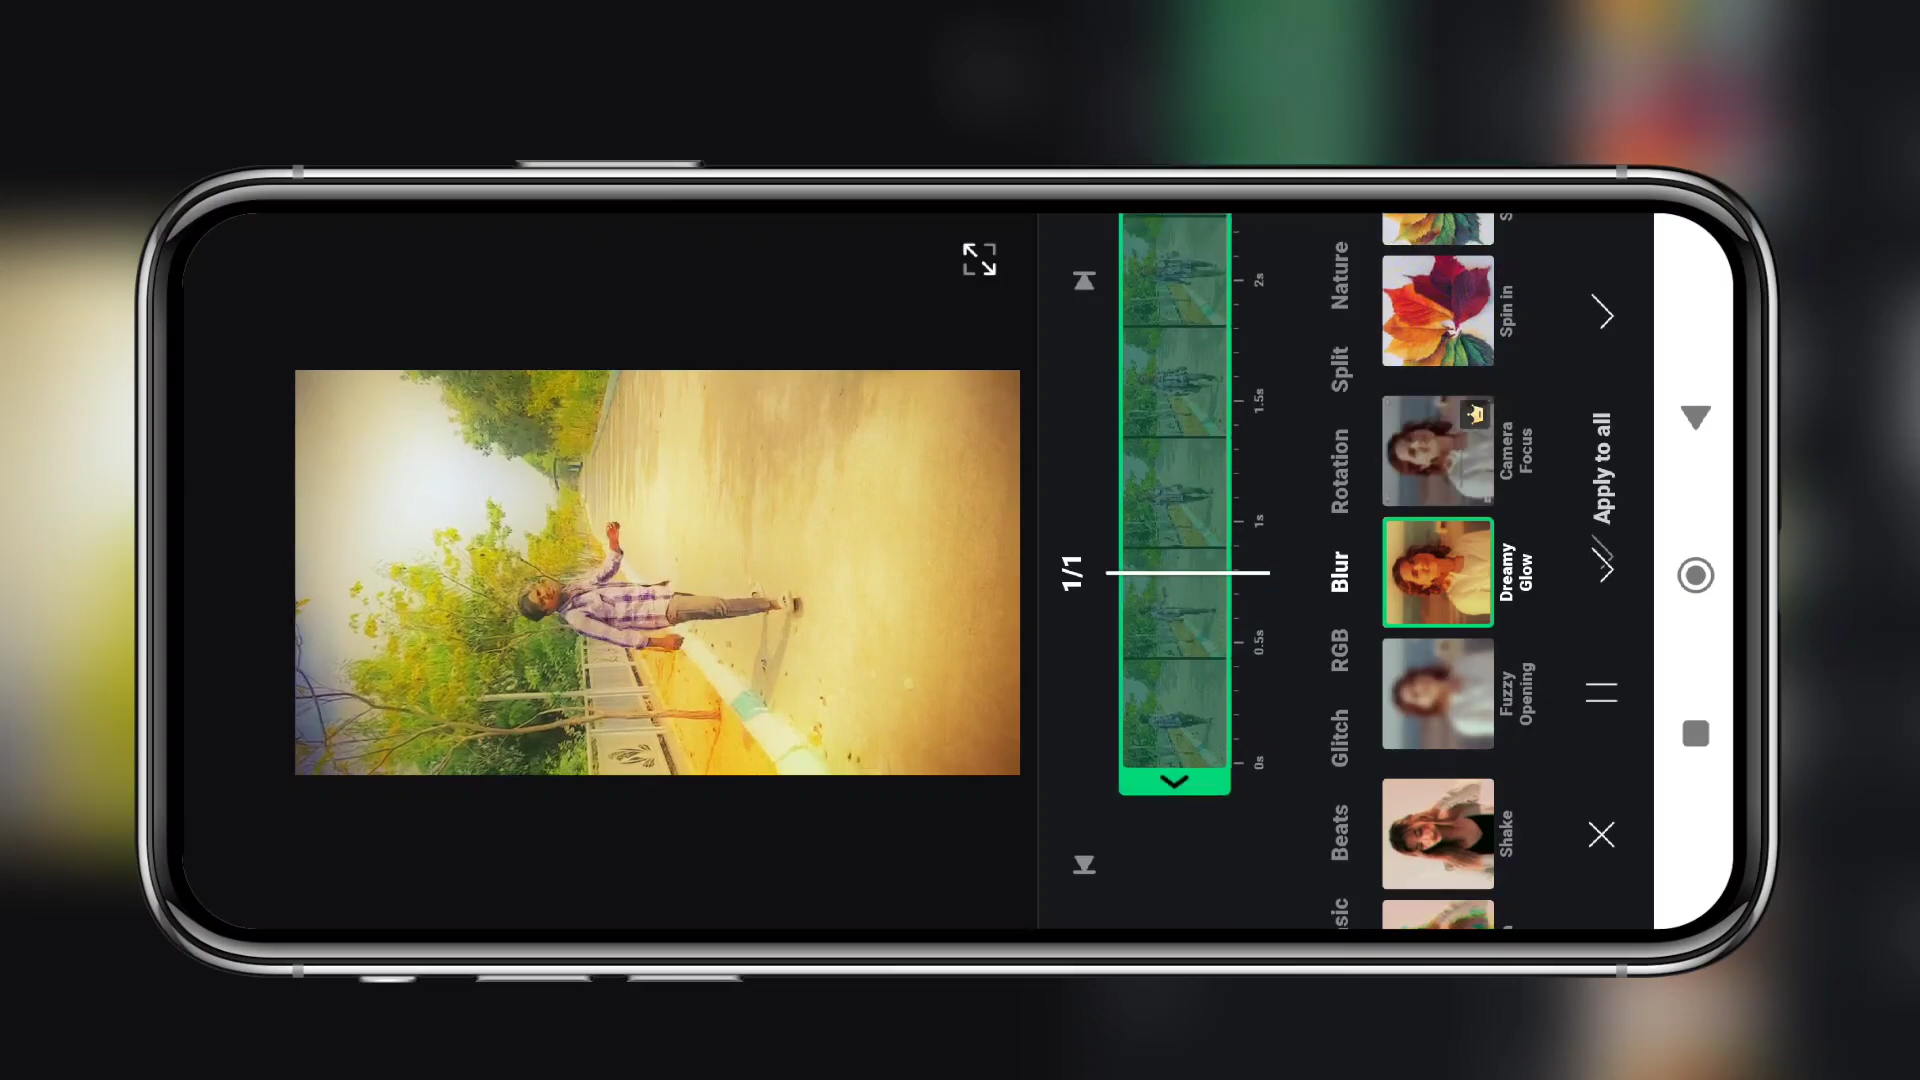 1/1
0s
0.5s
1s
1.5s
2s
sic
Beats
Glitch
RGB
Blur
Rotation
Split
Nature
Shake
Fuzzy
Opening
Dreamy
Glow
Camera
Focus
Spin in
S
Apply to all